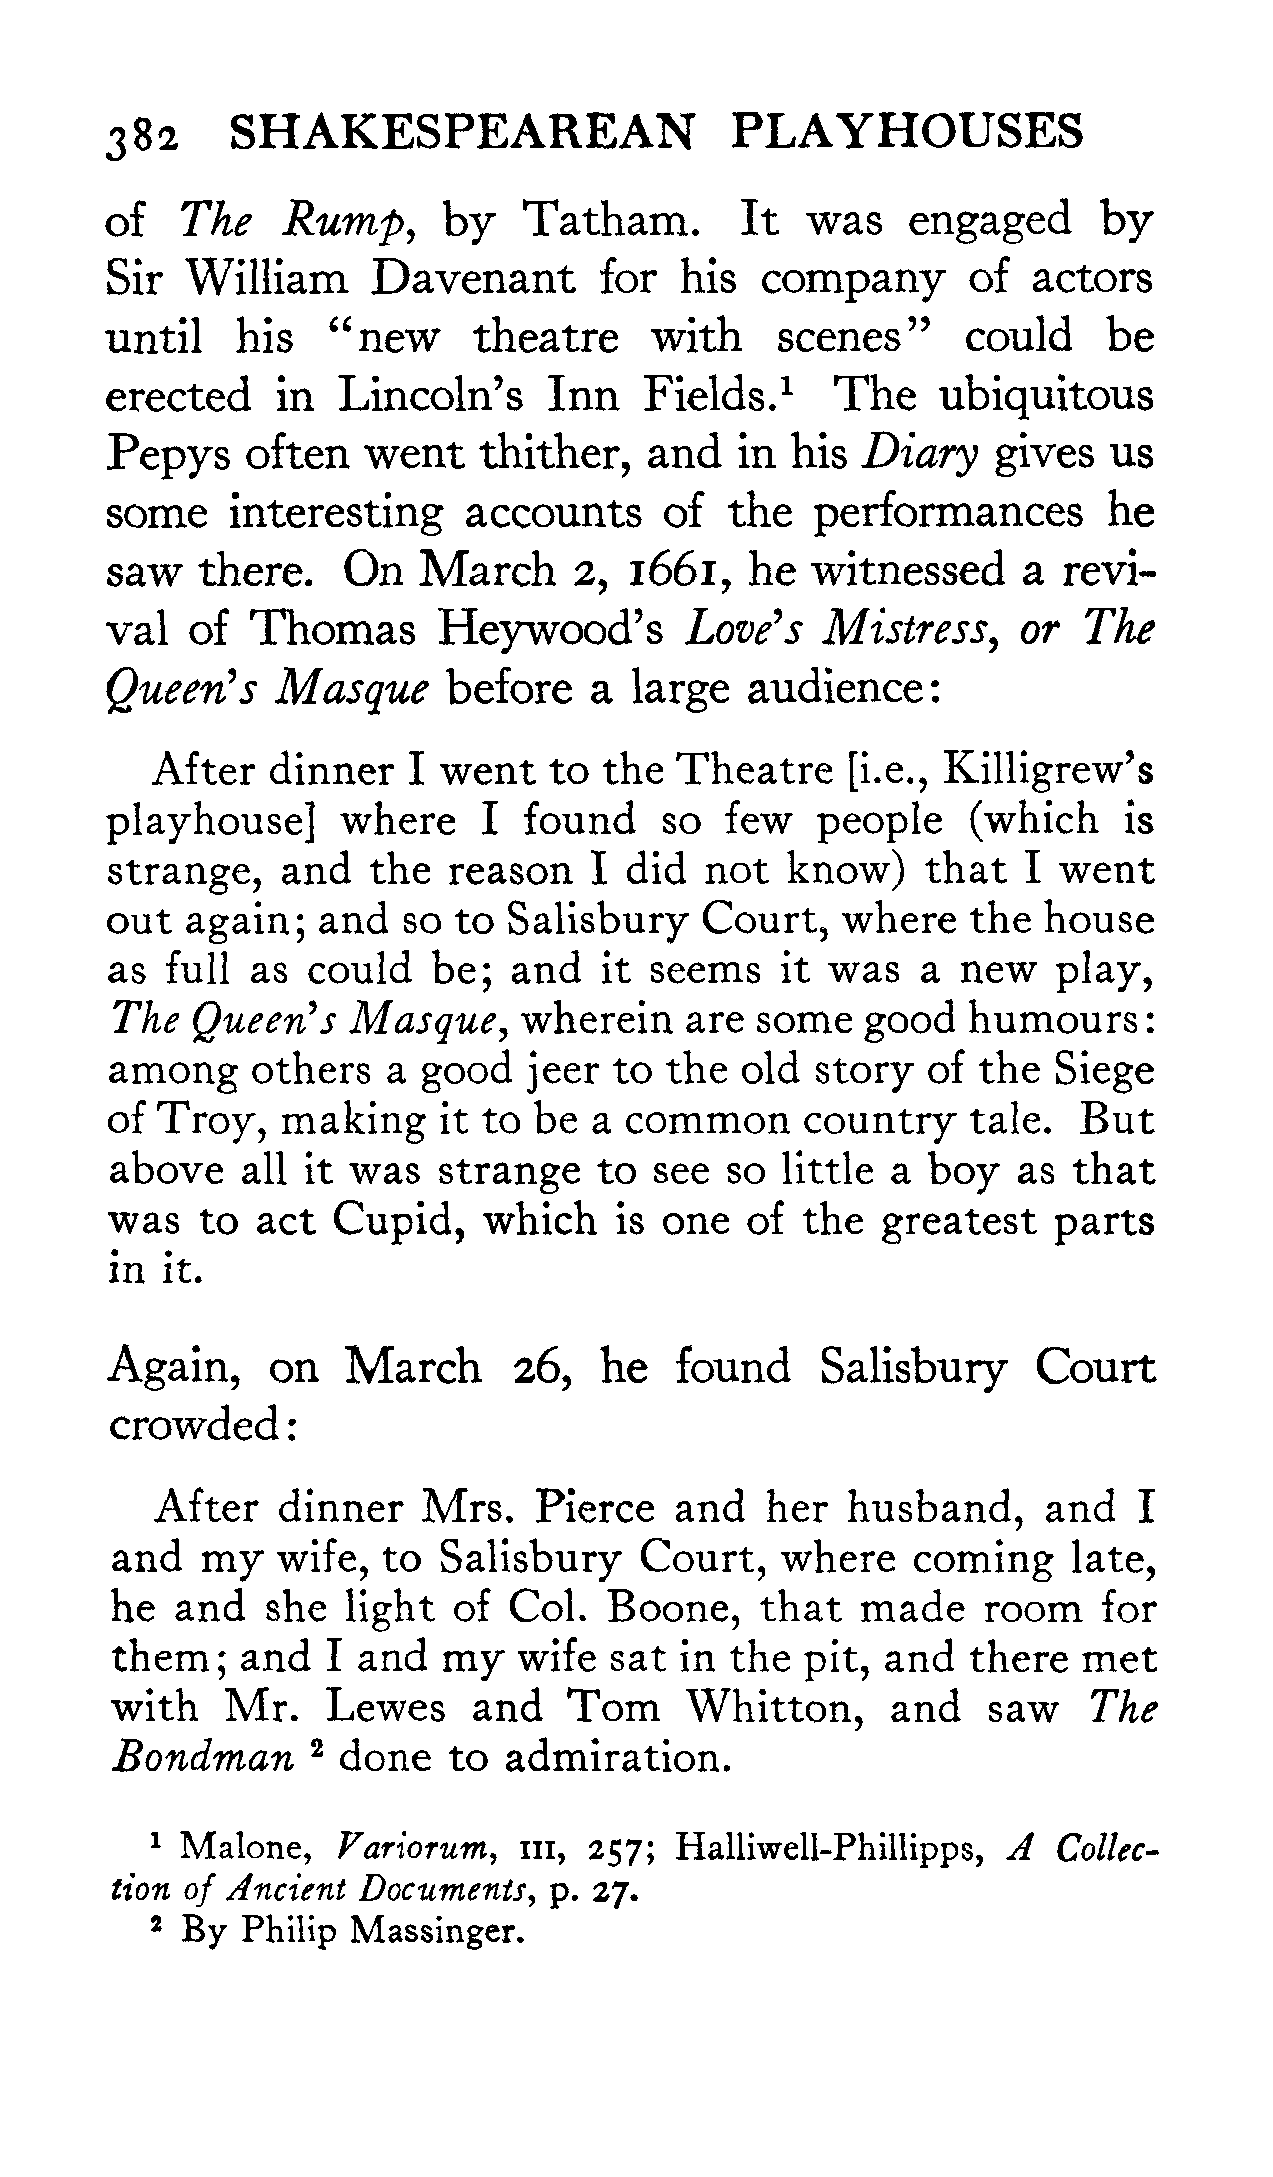 382 SHAKESPEAREAN PLAYHOUSES
of The Rump, by Tatham. It was engaged by
Sir William Davenant for his company of actors
until his “new theatre with scenes” could be
erected in Lincoln’s Inn Fields.¹ The ubiquitous
Pepys often went thither, and in his Diary gives us
some interesting accounts of the performances he
saw there. On March 2, 1661, he witnessed a revi-
val of Thomas Heywood’s Love’s Mistress, or The
Queen’s Masque before a large audience:
After dinner I went to the Theatre [i.e., Killigrew’s
playhouse] where I found so few people (which is
strange, and the reason I did not know) that I went
out again; and so to Salisbury Court, where the house
as full as could be; and it seems it was a new play,
The Queen’s Masque, wherein are some good humours:
among others a good jeer to the old story of the Siege
of Troy, making it to be a common country tale. But
above all it was strange to see so little a boy as that
was to act Cupid, which is one of the greatest parts
in it.
Again, on March 26, he found Salisbury Court
crowded:
After dinner Mrs. Pierce and her husband, and I
and my wife, to Salisbury Court, where coming late,
he and she light of Col. Boone, that made room for
them; and I and my wife sat in the pit, and there met
with Mr. Lewes and Tom Whitton, and saw The
Bondman ² done to admiration.
¹ Malone, Variorum, III, 257; Halliwell-Phillipps, A Collec-
tion of Ancient Documents, p. 27.
² By Philip Massinger.